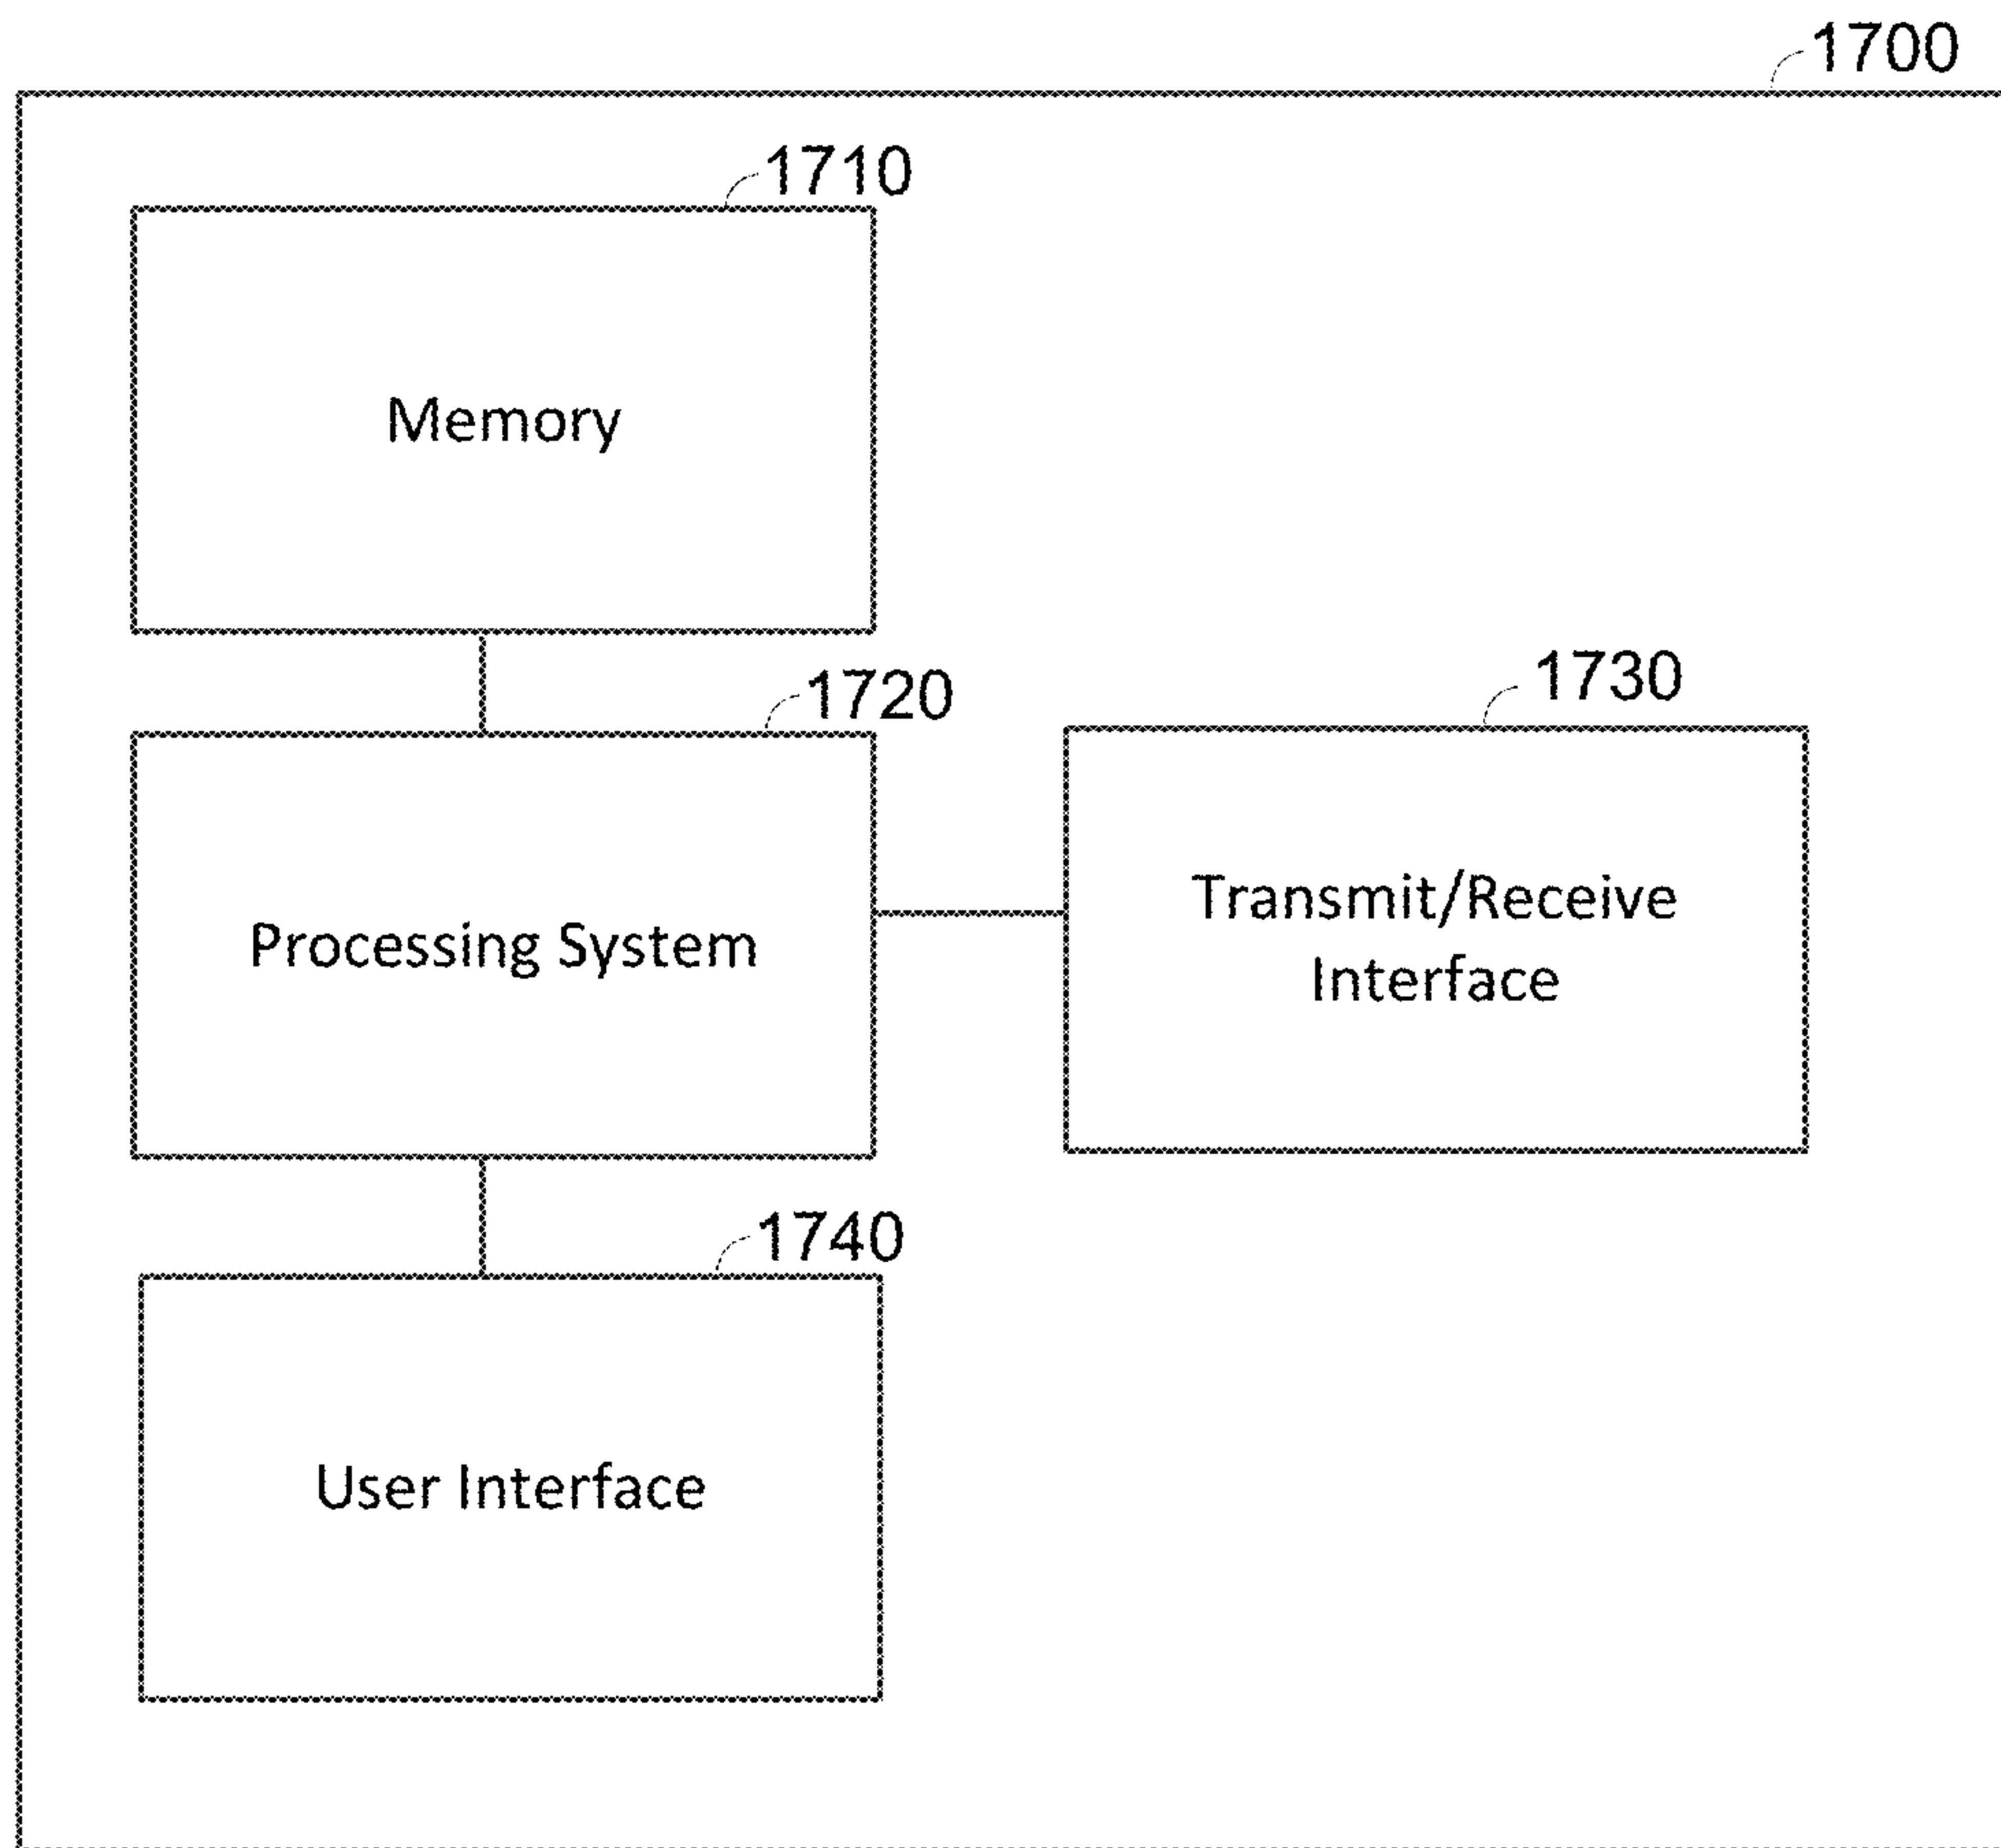 1700
1710
Memory
1720
Processing System
1730
Transmit/Receive
Interface
1740
User Interface